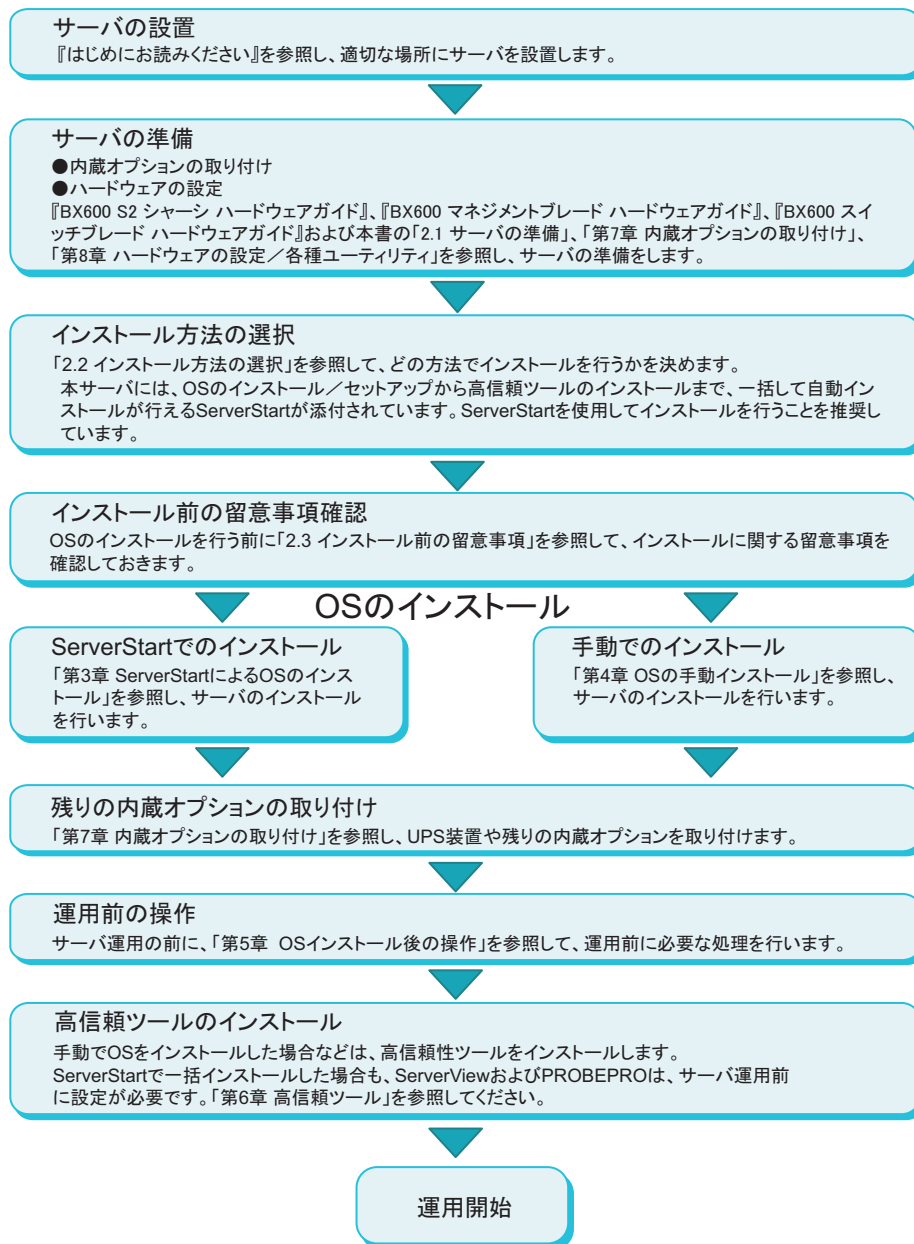 サーバの設置
『はじめにお読みください』を参照し、適切な場所にサーバを設置します。
サーバの準備
●内蔵オプションの取り付け
●ハードウェアの設定
『BX600 S2 シャーシ ハードウェアガイド』、『BX600 マネジメントブレード ハードウェアガイド』、『BX600 スイ
ッチブレード ハードウェアガイド』および本書の「2.1 サーバの準備」、「第7章 内蔵オプションの取り付け」、
「第8章 ハードウェアの設定／各種ユーティリティ」を参照し、サーバの準備をします。
インストール方法の選択
「2.2 インストール方法の選択」を参照して、どの方法でインストールを行うかを決めます。
本サーバには、OSのインストール／セットアップから高信頼ツールのインストールまで、一括して自動イン
ストールが行えるServerStartが添付されています。ServerStartを使用してインストールを行うことを推奨し
ています。
インストール前の留意事項確認
OSのインストールを行う前に「2.3 インストール前の留意事項」を参照して、インストールに関する留意事項を
確認しておきます。
OSのインストール
ServerStartでのインストール
「第3章 ServerStartによるOSのインス
トール」を参照し、サーバのインストール
を行います。
手動でのインストール
「第4章 OSの手動インストール」を参照し、
サーバのインストールを行います。
残りの内蔵オプションの取り付け
「第7章 内蔵オプションの取り付け」を参照し、UPS装置や残りの内蔵オプションを取り付けます。
運用前の操作
サーバ運用の前に、「第5章 OSインストール後の操作」を参照して、運用前に必要な処理を行います。
高信頼ツールのインストール
手動でOSをインストールした場合などは、高信頼性ツールをインストールします。
ServerStartで一括インストールした場合も、ServerViewおよびPROBEPROは、サーバ運用前
に設定が必要です。「第6章 高信頼ツール」を参照してください。
運用開始